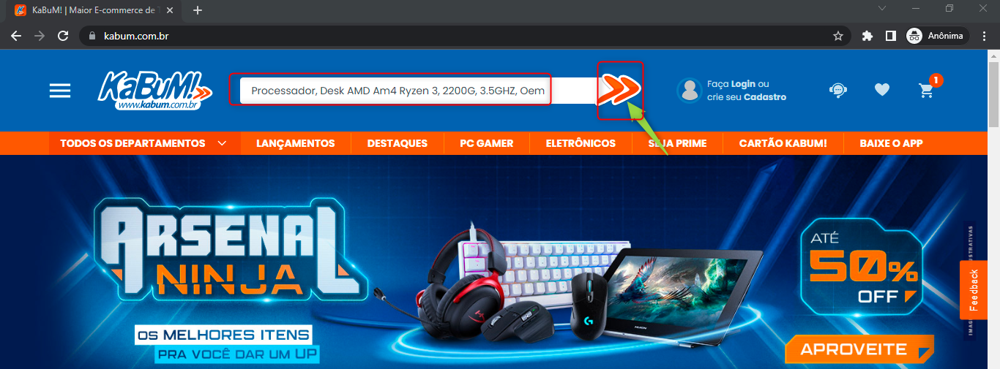 KaBuM! | Maior E-commerce de T
kabum.com.br
Anônima
KaBuM!
www.kabum.com.br
Processador, Desk AMD Am4 Ryzen 3, 2200G, 3.5GHZ, Oem
Faça Login ou
crie seu Cadastro
1
TODOS OS DEPARTAMENTOS
LANÇAMENTOS
DESTAQUES
PC GAMER
ELETRÔNICOS
SEJA PRIME
CARTÃO KABUM!
BAIXE O APP
ARSENAL
NINJA
OS MELHORES ITENS
PRA VOCÊ DAR UM UP
HUION
ATÉ
50%
OFF
APROVEITE
Feedback